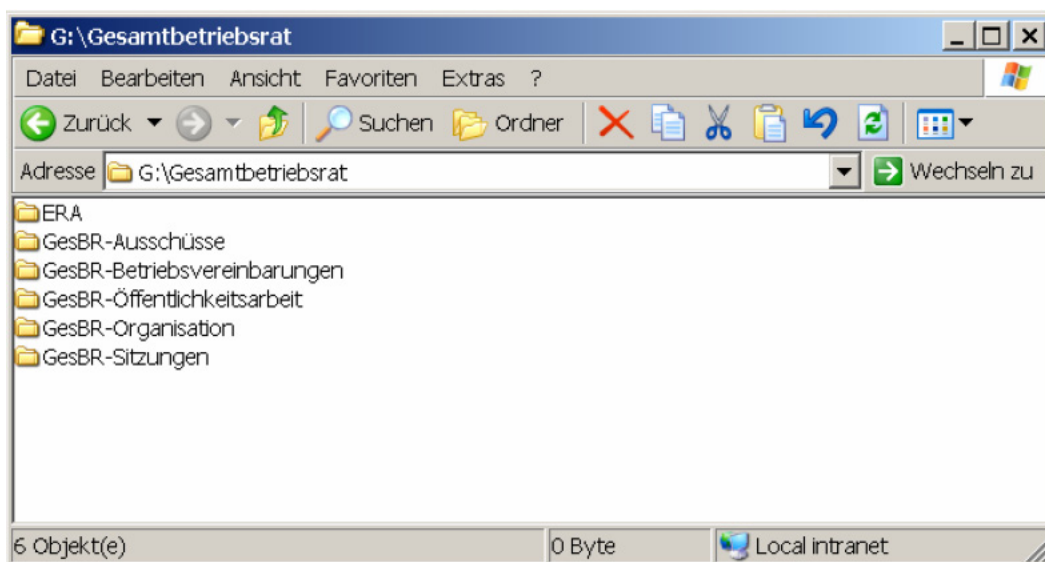 G:\Gesamtbetriebsrat
Datei Bearbeiten Ansicht Favoriten Extras ?
Zurück Suchen Ordner
Adresse G:\Gesamtbetriebsrat Wechseln zu
ERA
GesBR-Ausschüsse
GesBR-Betriebsvereinbarungen
GesBR-Öffentlichkeitsarbeit
GesBR-Organisation
GesBR-Sitzungen
6 Objekt(e) 0 Byte Local intranet